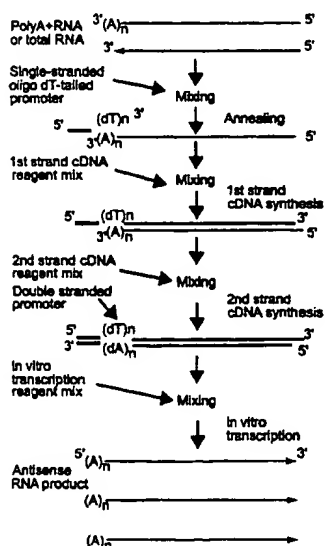 PolyA+RNA
or total RNA
3'(A)n
5'
3'
5'
Single-stranded
oligo dT-tailed
promoter
Mixing
Annealing
5'
(dT)n 3'
3'(A)n
5'
1st strand cDNA
reagent mix
Mixing
1st strand
cDNA synthesis
5'
(dT)n
3'
3'(A)n
5'
2nd strand cDNA
reagent mix
Mixing
Double stranded
promoter
2nd strand
cDNA synthesis
5'
(dT)n
3'
3'
(dA)n
5'
In vitro
transcription
reagent mix
Mixing
In vitro
transcription
5'(A)n
3'
Antisense
RNA product
(A)n
(A)n